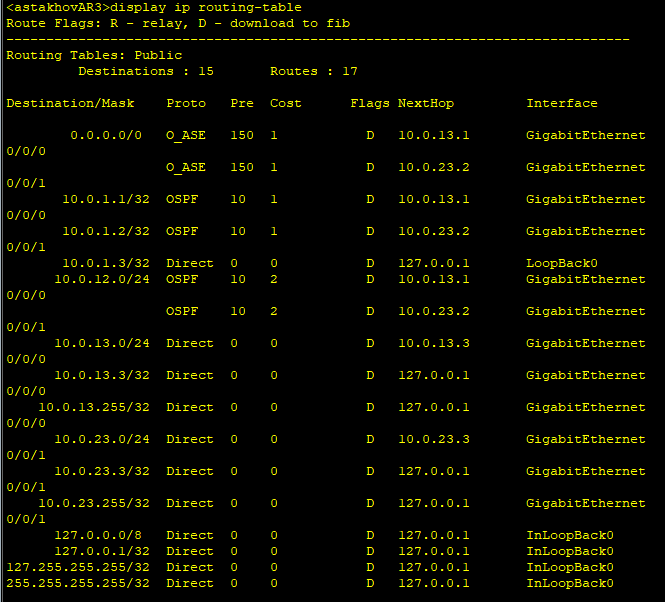 <astakhovAR3>display ip routing-table
Route Flags: R - relay, D - download to fib
------------------------------------------------------------------------------
Routing Tables: Public
         Destinations : 15       Routes : 17

Destination/Mask    Proto   Pre  Cost         Flags NextHop         Interface

        0.0.0.0/0   O_ASE   150  1              D   10.0.13.1       GigabitEthernet
0/0/0
                    O_ASE   150  1              D   10.0.23.2       GigabitEthernet
0/0/1
       10.0.1.1/32  OSPF    10   1              D   10.0.13.1       GigabitEthernet
0/0/0
       10.0.1.2/32  OSPF    10   1              D   10.0.23.2       GigabitEthernet
0/0/1
       10.0.1.3/32  Direct  0    0              D   127.0.0.1       LoopBack0
      10.0.12.0/24  OSPF    10   2              D   10.0.13.1       GigabitEthernet
0/0/0
                    OSPF    10   2              D   10.0.23.2       GigabitEthernet
0/0/1
      10.0.13.0/24  Direct  0    0              D   10.0.13.3       GigabitEthernet
0/0/0
      10.0.13.3/32  Direct  0    0              D   127.0.0.1       GigabitEthernet
0/0/0
    10.0.13.255/32  Direct  0    0              D   127.0.0.1       GigabitEthernet
0/0/0
      10.0.23.0/24  Direct  0    0              D   10.0.23.3       GigabitEthernet
0/0/1
      10.0.23.3/32  Direct  0    0              D   127.0.0.1       GigabitEthernet
0/0/1
    10.0.23.255/32  Direct  0    0              D   127.0.0.1       GigabitEthernet
0/0/1
      127.0.0.0/8   Direct  0    0              D   127.0.0.1       InLoopBack0
      127.0.0.1/32  Direct  0    0              D   127.0.0.1       InLoopBack0
127.255.255.255/32  Direct  0    0              D   127.0.0.1       InLoopBack0
255.255.255.255/32  Direct  0    0              D   127.0.0.1       InLoopBack0